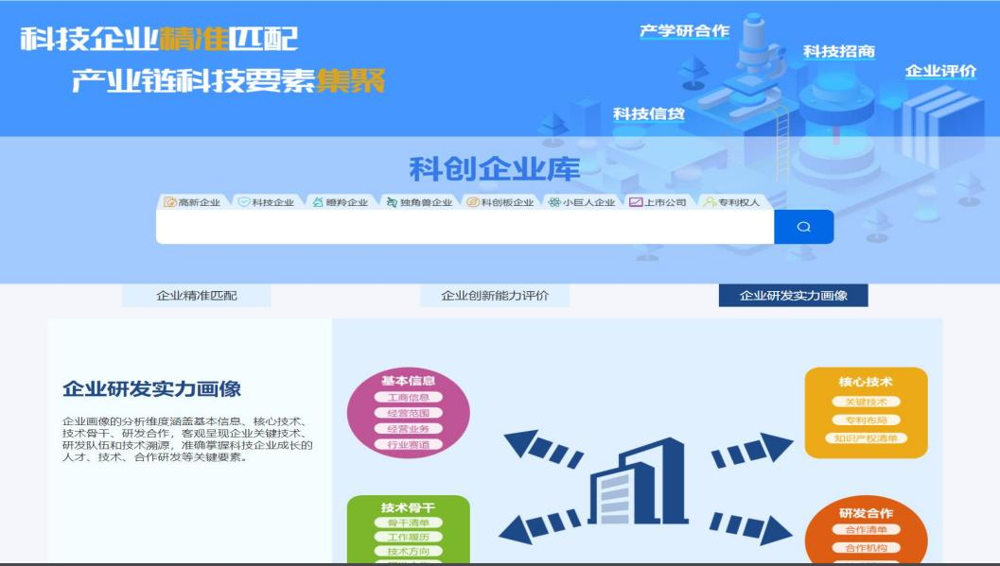 科技企业精准匹配
产业链科技要素集聚
产学研合作
科技招商
企业评价
科技信贷
科创企业库
高新企业 科技企业 瞪羚企业 独角兽企业 科创板企业 小巨人企业 上市公司 专利权人
企业精准匹配 企业创新能力评价 企业研发实力画像
企业研发实力画像
企业画像的分析维度涵盖基本信息、核心技术、
技术骨干、研发合作，客观呈现企业关键技术、
研发队伍和技术溯源，准确掌握科技企业成长的
人才、技术、合作研发等关键要素。
基本信息
工商信息
经营范围
经营业务
行业赛道
核心技术
关键技术
专利布局
知识产权清单
技术骨干
骨干清单
工作履历
技术方向
研发合作
合作清单
合作机构